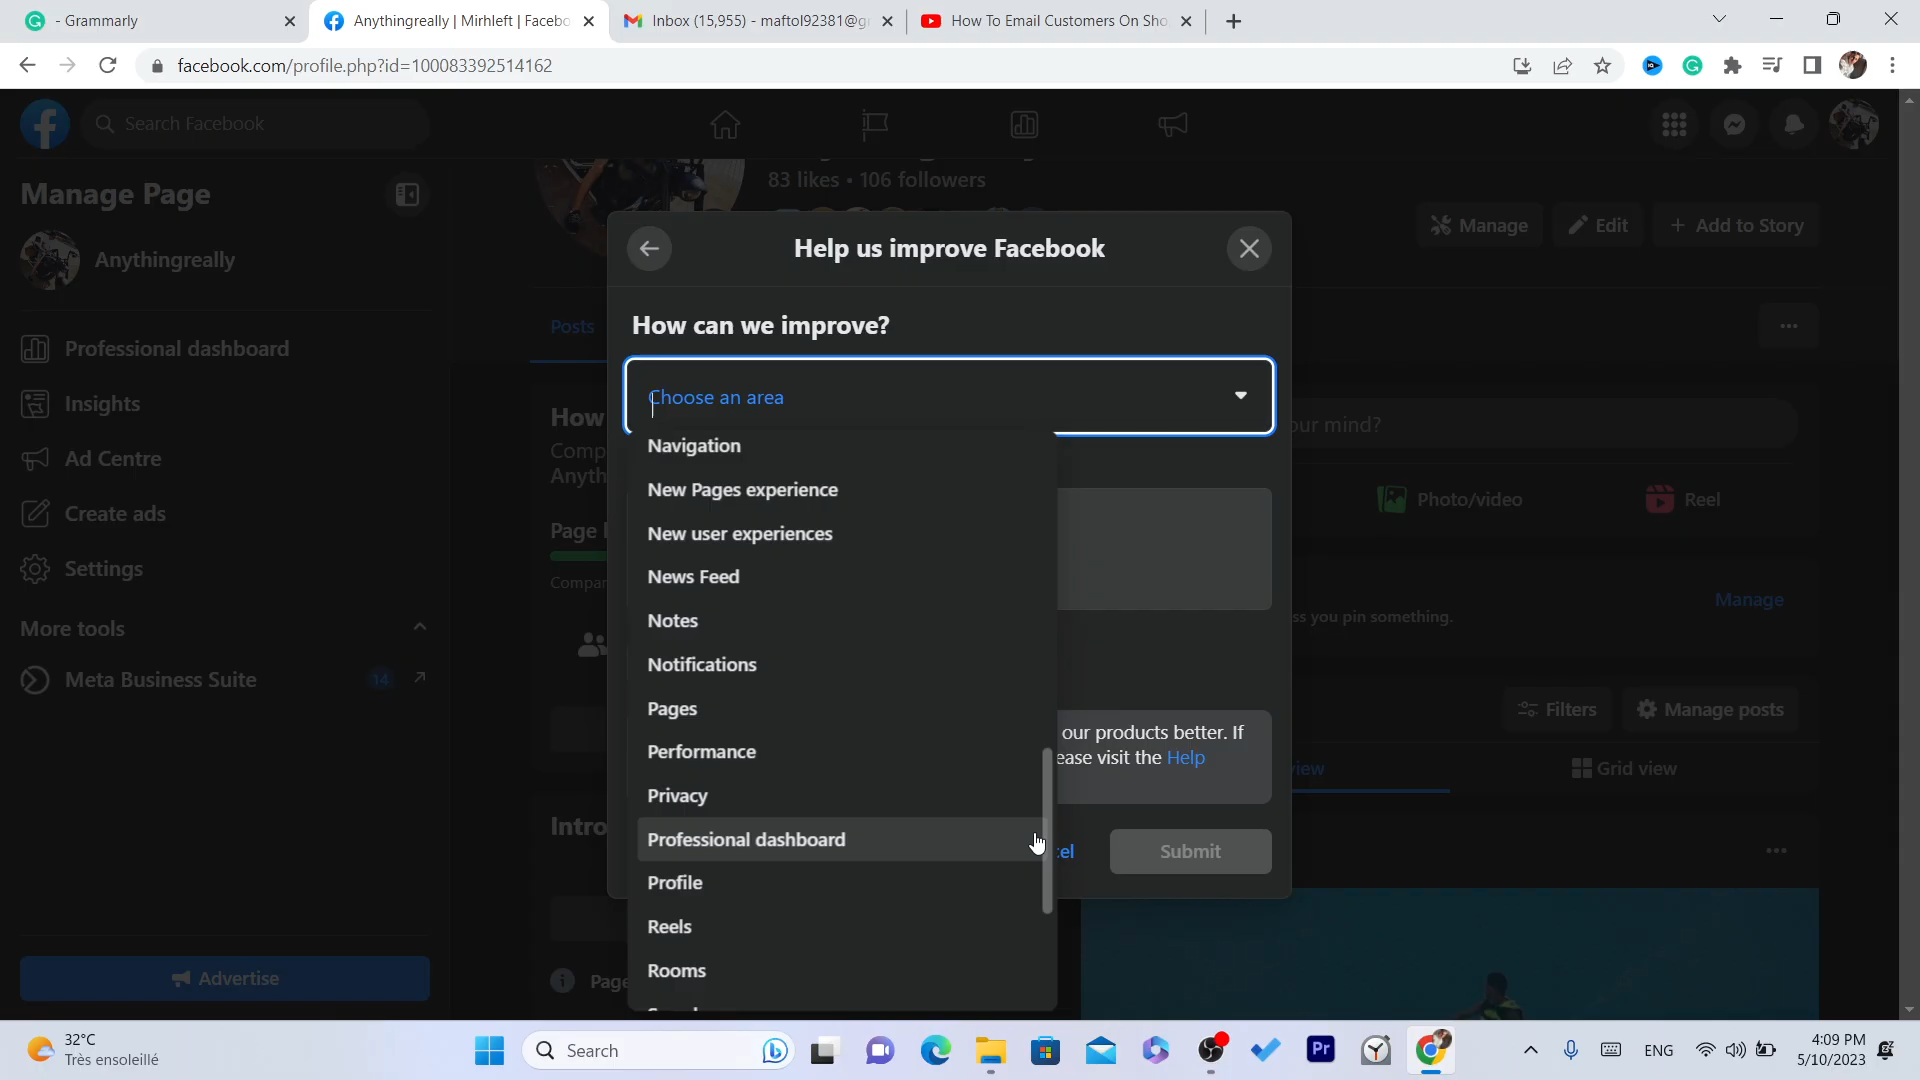 - Grammarly
Anythingreally | Mirhleft | Facebo
Inbox (15,955) - maftol92381@g
How To Email Customers On Sho
facebook.com/profile.php?id=100083392514162
Search Facebook
Manage Page
Anythingreally
Professional dashboard
Insights
Ad Centre
Create ads
Settings
More tools
Meta Business Suite
14
Advertise
83 likes • 106 followers
Manage
Edit
+ Add to Story
Posts
Help us improve Facebook
How can we improve?
Choose an area
Navigation
New Pages experience
New user experiences
News Feed
Notes
Notifications
Pages
Performance
Privacy
Professional dashboard
Profile
Reels
Rooms
our products better. If
ease visit the Help
cel
Submit
How
Comp
Anyth
Page
Compar
Intro
Page
our mind?
Photo/video
Reel
Manage
ss you pin something.
Filters
Manage posts
view
Grid view
32°C
Très ensoleillé
Search
Pr
ENG
4:09 PM
5/10/2023